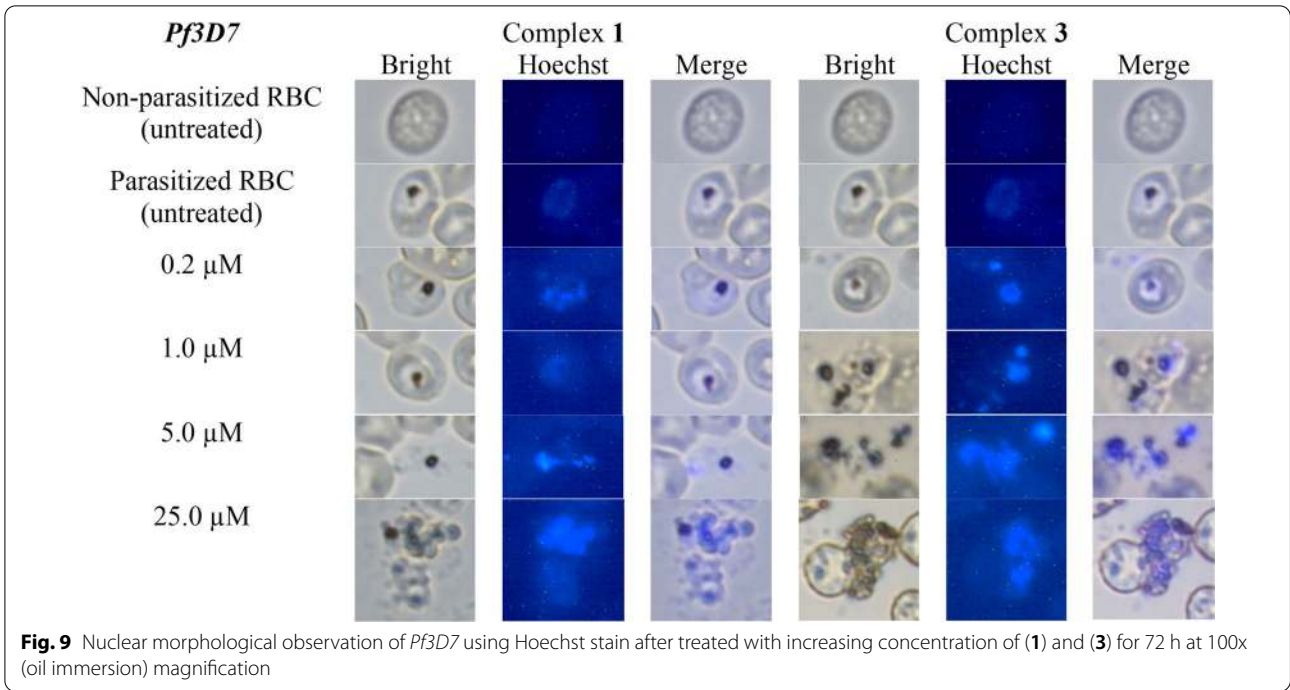 Pf3D7 Complex 1 Complex 3
Bright Hoechst Merge Bright Hoechst Merge
Non-parasitized RBC
(untreated)
Parasitized RBC
(untreated)
0.2 µM
1.0 µM
5.0 µM
25.0 µM
Fig. 9 Nuclear morphological observation of Pf3D7 using Hoechst stain after treated with increasing concentration of (1) and (3) for 72 h at 100x
(oil immersion) magnification